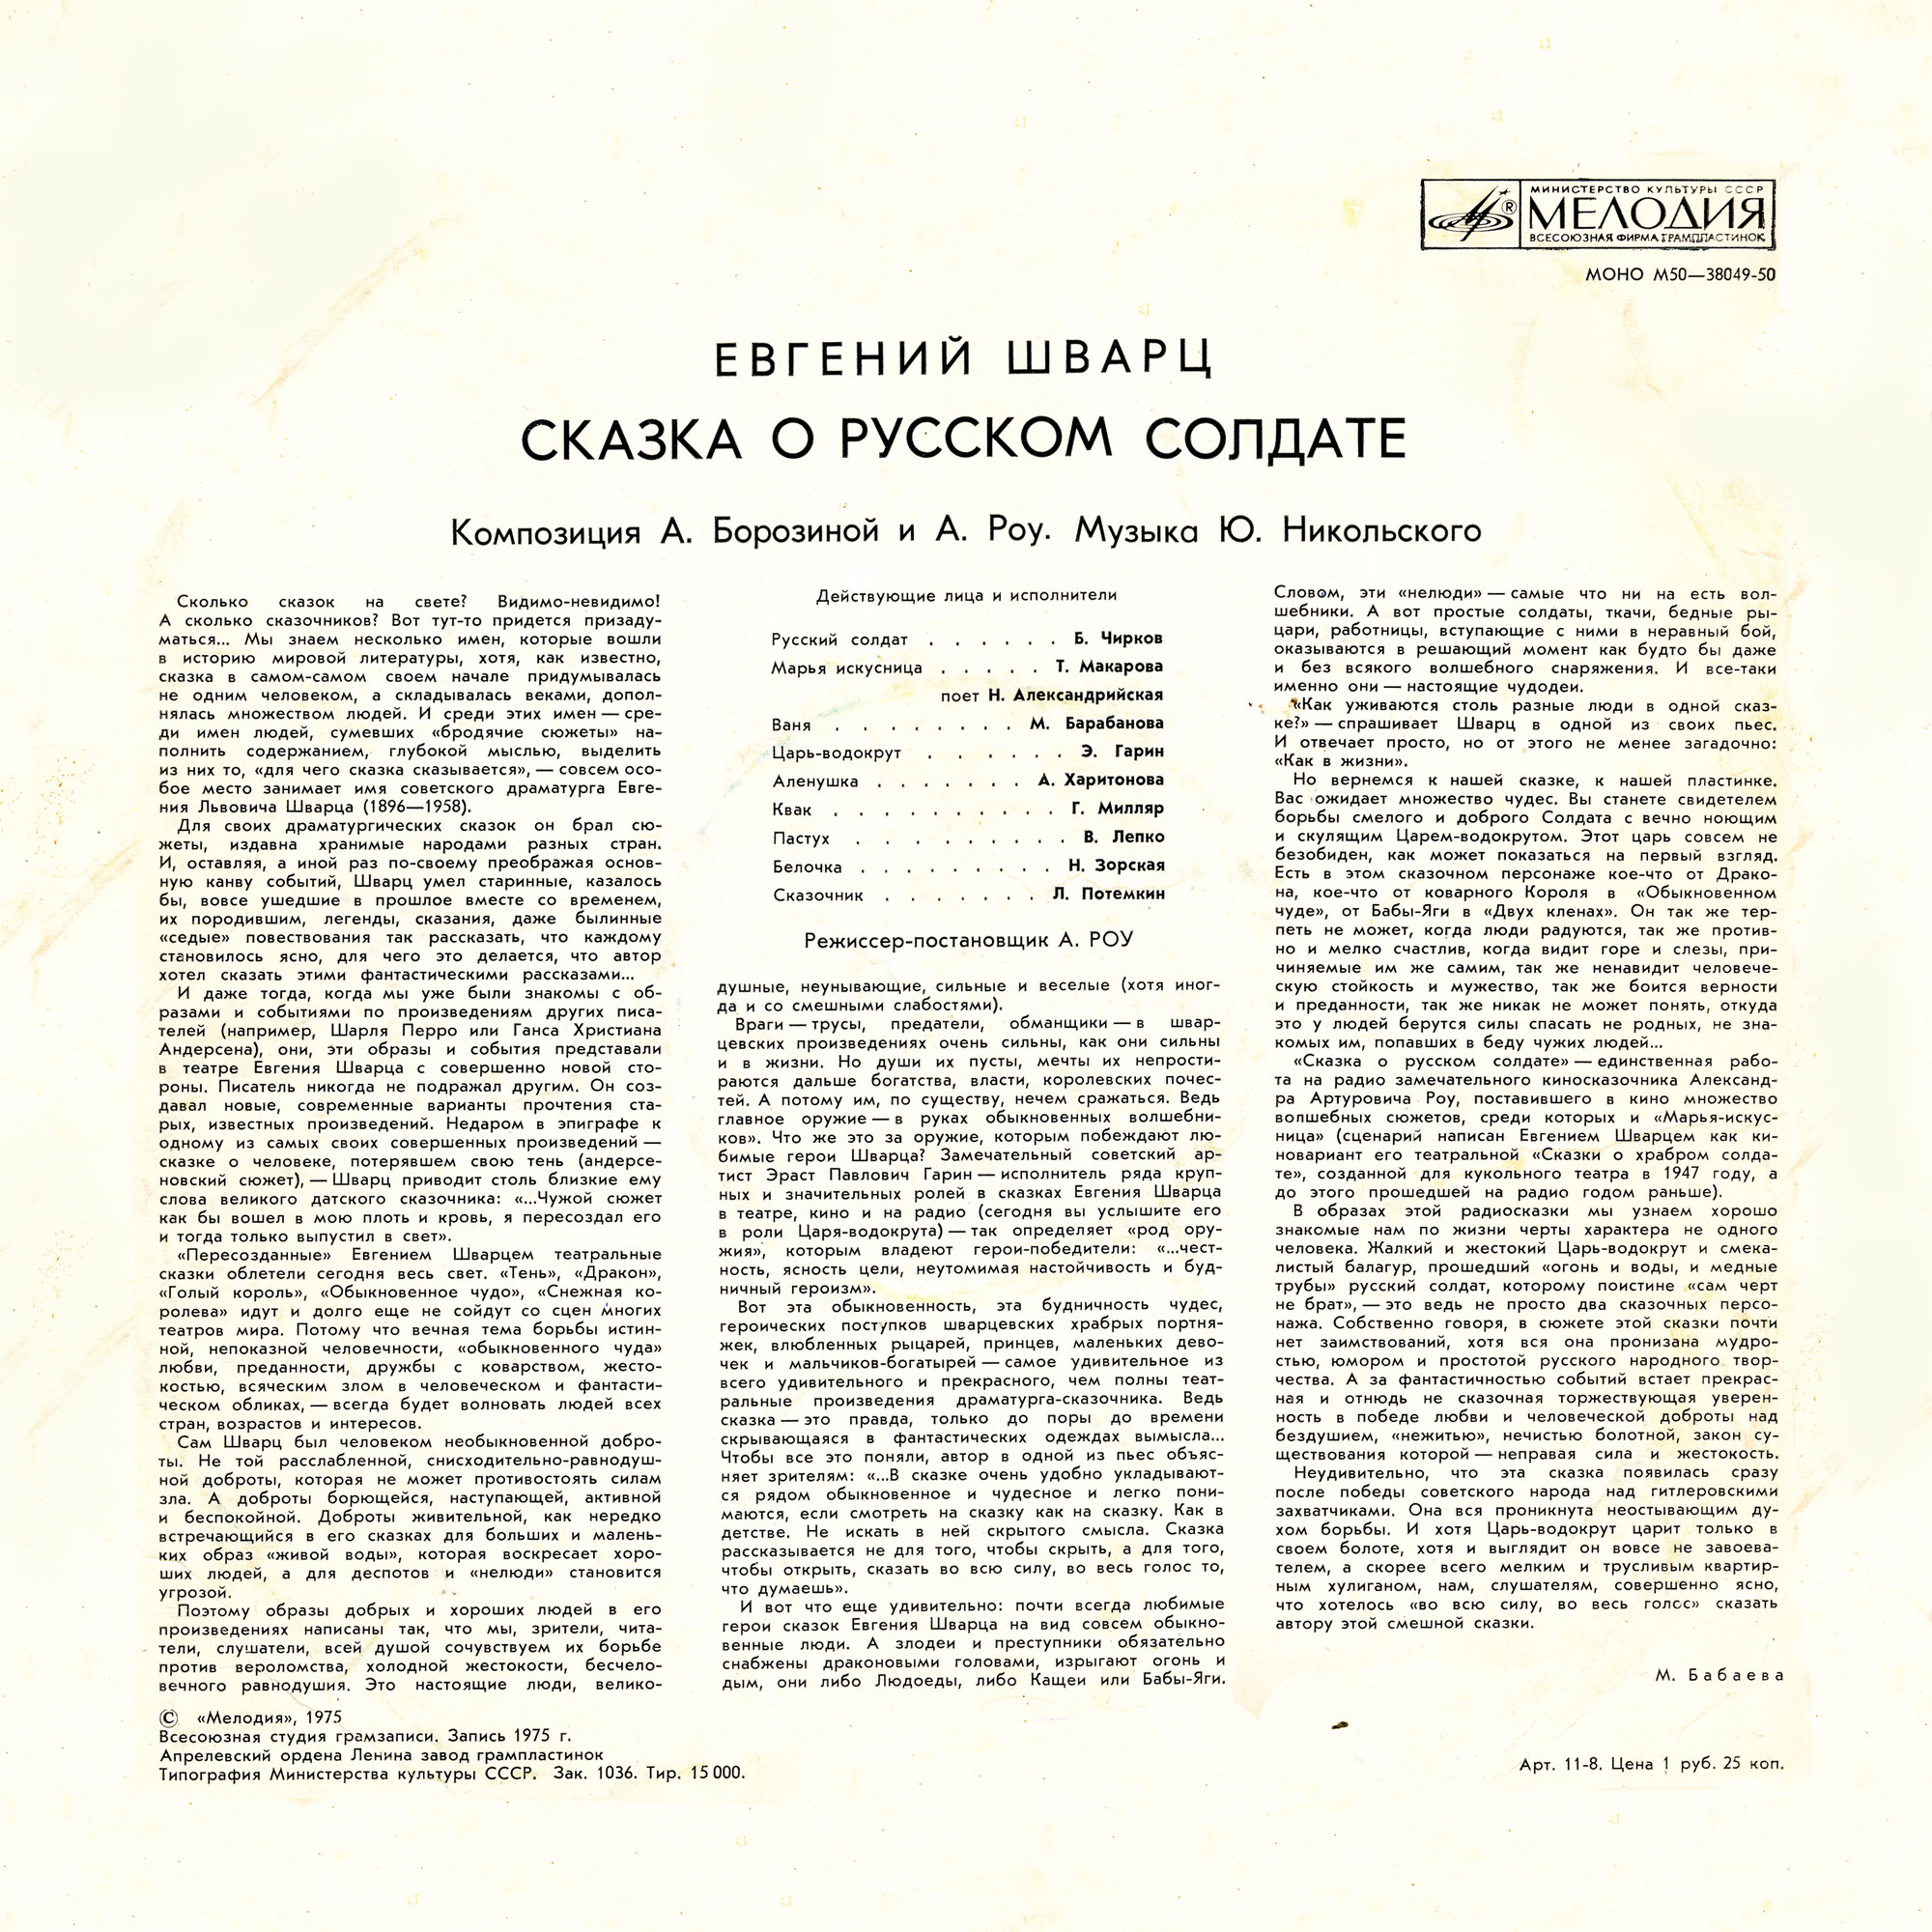 МИНИСТЕРСТВО КУЛЬТУРЫ СССР
МЕЛОДИЯ
ВСЕСОЮЗНАЯ ФИРМА ГРАМПЛАСТИНОК
МОНО М50—38049-50
ЕВГЕНИЙ ШВАРЦ
СКАЗКА О РУССКОМ СОЛДАТЕ
Композиция А. Борозиной и А. Роу. Музыка Ю. Никольского
Сколько сказок на свете? Видимо-невидимо!
А сколько сказочников? Вот тут-то придется призаду-
маться... Мы знаем несколько имен, которые вошли
в историю мировой литературы, хотя, как известно,
сказка в самом-самом своем начале придумывалась
не одним человеком, а складывалась веками, допол-
нялась множеством людей. И среди этих имен — сре-
ди имен людей, сумевших «бродячие сюжеты» на-
полнить содержанием, глубокой мыслью, выделить
из них то, «для чего сказка сказывается», — совсем осо-
бое место занимает имя советского драматурга Евге-
ния Львовича Шварца (1896—1958).
Для своих драматургических сказок он брал сю-
жеты, издавна хранимые народами разных стран.
И, оставляя, а иной раз по-своему преображая основ-
ную канву событий, Шварц умел старинные, казалось
бы, вовсе ушедшие в прошлое вместе со временем,
их породившим, легенды, сказания, даже былинные
«седые» повествования так рассказать, что каждому
становилось ясно, для чего это делается, что автор
хотел сказать этими фантастическими рассказами...
И даже тогда, когда мы уже были знакомы с об-
разами и событиями по произведениям других писа-
телей (например, Шарля Перро или Ганса Христиана
Андерсена), они, эти образы и события представали
в театре Евгения Шварца с совершенно новой сто-
роны. Писатель никогда не подражал другим. Он соз-
давал новые, современные варианты прочтения ста-
рых, известных произведений. Недаром в эпиграфе к
одному из самых своих совершенных произведений —
сказке о человеке, потерявшем свою тень (андерсе-
новский сюжет), — Шварц приводит столь близкие ему
слова великого датского сказочника: «...Чужой сюжет
как бы вошел в мою плоть и кровь, я пересоздал его
и тогда только выпустил в свет».
«Пересозданные» Евгением Шварцем театральные
сказки облетели сегодня весь свет. «Тень», «Дракон»,
«Голый король», «Обыкновенное чудо», «Снежная ко-
ролева» идут и долго еще не сойдут со сцен многих
театров мира. Потому что вечная тема борьбы истин-
ной, непоказной человечности, «обыкновенного чуда»
любви, преданности, дружбы с коварством, жесто-
костью, всяческим злом в человеческом и фантасти-
ческом обликах, — всегда будет волновать людей всех
стран, возрастов и интересов.
Сам Шварц был человеком необыкновенной добро-
ты. Не той расслабленной, снисходительно-равнодуш-
ной доброты, которая не может противостоять силам
зла. А доброты борющейся, наступающей, активной
и беспокойной. Доброты живительной, как нередко
встречающийся в его сказках для больших и малень-
ких образ «живой воды», которая воскресает хоро-
ших людей, а для деспотов и «нелюди» становится
угрозой.
Поэтому образы добрых и хороших людей в его
произведениях написаны так, что мы, зрители, чита-
тели, слушатели, всей душой сочувствуем их борьбе
против вероломства, холодной жестокости, бесчело-
вечного равнодушия. Это настоящие люди, велико-
Действующие лица и исполнители
Русский солдат . . . . . . Б. Чирков
Марья искусница . . . . . Т. Макарова
поет Н. Александрийская
Ваня . . . . . . . . М. Барабанова
Царь-водокрут . . . . . . Э. Гарин
Аленушка . . . . . . . А. Харитонова
Квак . . . . . . . . . . Г. Милляр
Пастух . . . . . . . . . В. Лепко
Белочка . . . . . . . . . Н. Зорская
Сказочник . . . . . . . Л. Потемкин
Режиссер-постановщик А. РОУ
душные, неунывающие, сильные и веселые (хотя иног-
да и со смешными слабостями).
Враги — трусы, предатели, обманщики — в швар-
цевских произведениях очень сильны, как они сильны
и в жизни. Но души их пусты, мечты их непрости-
раются дальше богатства, власти, королевских почес-
тей. А потому им, по существу, нечем сражаться. Ведь
главное оружие — в руках обыкновенных волшебни-
ков». Что же это за оружие, которым побеждают лю-
бимые герои Шварца? Замечательный советский ар-
тист Эраст Павлович Гарин — исполнитель ряда круп-
ных и значительных ролей в сказках Евгения Шварца
в театре, кино и на радио (сегодня вы услышите его
в роли Царя-водокрута) — так определяет «род ору-
жия», которым владеют герои-победители: «...чест-
ность, ясность цели, неутомимая настойчивость и буд-
ничный героизм».
Вот эта обыкновенность, эта будничность чудес,
героических поступков шварцевских храбрых портня-
жек, влюбленных рыцарей, принцев, маленьких дево-
чек и мальчиков-богатырей — самое удивительное из
всего удивительного и прекрасного, чем полны теат-
ральные произведения драматурга-сказочника. Ведь
сказка — это правда, только до поры до времени
скрывающаяся в фантастических одеждах вымысла...
Чтобы все это поняли, автор в одной из пьес объяс-
няет зрителям: «...В сказке очень удобно укладывают-
ся рядом обыкновенное и чудесное и легко пони-
маются, если смотреть на сказку как на сказку. Как в
детстве. Не искать в ней скрытого смысла. Сказка
рассказывается не для того, чтобы скрыть, а для того,
чтобы открыть, сказать во всю силу, во весь голос то,
что думаешь».
И вот что еще удивительно: почти всегда любимые
герои сказок Евгения Шварца на вид совсем обыкно-
венные люди. А злодеи и преступники обязательно
снабжены драконовыми головами, изрыгают огонь и
дым, они либо Людоеды, либо Кащеи или Бабы-Яги.
Словом, эти «нелюди» — самые что ни на есть вол-
шебники. А вот простые солдаты, ткачи, бедные ры-
цари, работницы, вступающие с ними в неравный бой,
оказываются в решающий момент как будто бы даже
и без всякого волшебного снаряжения. И все-таки
именно они — настоящие чудодеи.
«Как уживаются столь разные люди в одной сказ-
ке?» — спрашивает Шварц в одной из своих пьес.
И отвечает просто, но от этого не менее загадочно:
«Как в жизни».
Но вернемся к нашей сказке, к нашей пластинке.
Вас ожидает множество чудес. Вы станете свидетелем
борьбы смелого и доброго Солдата с вечно ноющим
и скулящим Царем-водокрутом. Этот царь совсем не
безобиден, как может показаться на первый взгляд.
Есть в этом сказочном персонаже кое-что от Драко-
на, кое-что от коварного Короля в «Обыкновенном
чуде», от Бабы-Яги в «Двух кленах». Он так же тер-
петь не может, когда люди радуются, так же против-
но и мелко счастлив, когда видит горе и слезы, при-
чиняемые им же самим, так же ненавидит человече-
скую стойкость и мужество, так же боится верности
и преданности, так же никак не может понять, откуда
это у людей берутся силы спасать не родных, не зна-
комых им, попавших в беду чужих людей...
«Сказка о русском солдате» — единственная рабо-
та на радио замечательного киносказочника Александ-
ра Артуровича Роу, поставившего в кино множество
волшебных сюжетов, среди которых и «Марья-искус-
ница» (сценарий написан Евгением Шварцем как ки-
новариант его театральной «Сказки о храбром солда-
те», созданной для кукольного театра в 1947 году, а
до этого прошедшей на радио годом раньше).
В образах этой радиосказки мы узнаем хорошо
знакомые нам по жизни черты характера не одного
человека. Жалкий и жестокий Царь-водокрут и смека-
листый балагур, прошедший «огонь и воды, и медные
трубы» русский солдат, которому поистине «сам черт
не брат», — это ведь не просто два сказочных персо-
нажа. Собственно говоря, в сюжете этой сказки почти
нет заимствований, хотя вся она пронизана мудро-
стью, юмором и простотой русского народного твор-
чества. А за фантастичностью событий встает прекрас-
ная и отнюдь не сказочная торжествующая уверен-
ность в победе любви и человеческой доброты над
бездушием, «нежитью», нечистью болотной, закон су-
ществования которой — неправая сила и жестокость.
Неудивительно, что эта сказка появилась сразу
после победы советского народа над гитлеровскими
захватчиками. Она вся проникнута неостывающим ду-
хом борьбы. И хотя Царь-водокрут царит только в
своем болоте, хотя и выглядит он вовсе не завоева-
телем, а скорее всего мелким и трусливым квартир-
ным хулиганом, нам, слушателям, совершенно ясно,
что хотелось «во всю силу, во весь голос» сказать
автору этой смешной сказки.
М. Бабаева
© «Мелодия», 1975
Всесоюзная студия грамзаписи. Запись 1975 г.
Апрелевский ордена Ленина завод грампластинок
Типография Министерства культуры СССР. Зак. 1036. Тир. 15 000.
Арт. 11-8. Цена 1 руб. 25 коп.